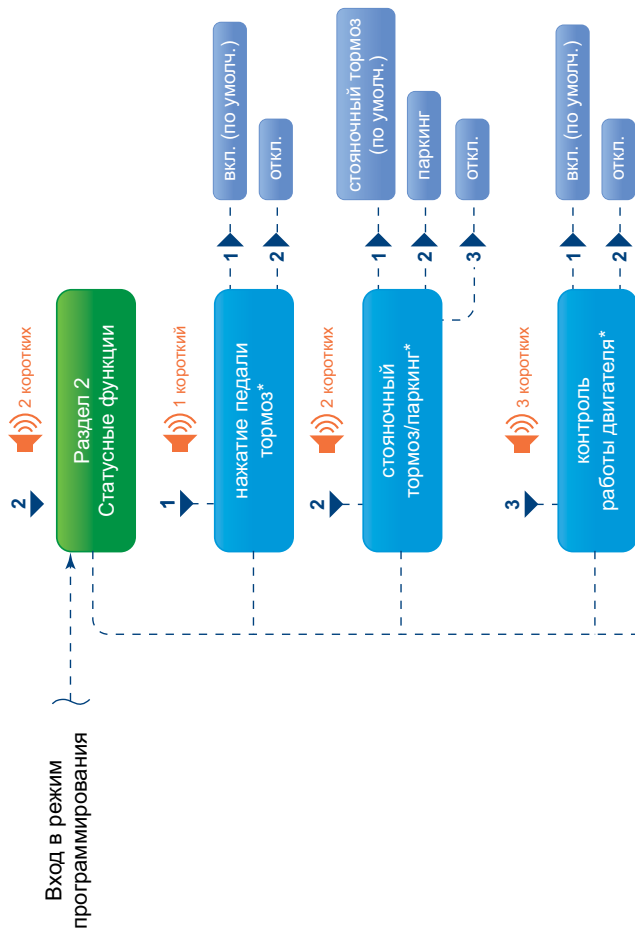 Вход в режим
программирования
2
2 коротких
Раздел 2
Статусные функции
1
1 короткий
нажатие педали
тормоз*
1
вкл. (по умолч.)
2
откл.
2
2 коротких
стояночный
тормоз/паркинг*
1
стояночный тормоз
(по умолч.)
2
паркинг
3
откл.
3
3 коротких
контроль
работы двигателя*
1
вкл. (по умолч.)
2
откл.